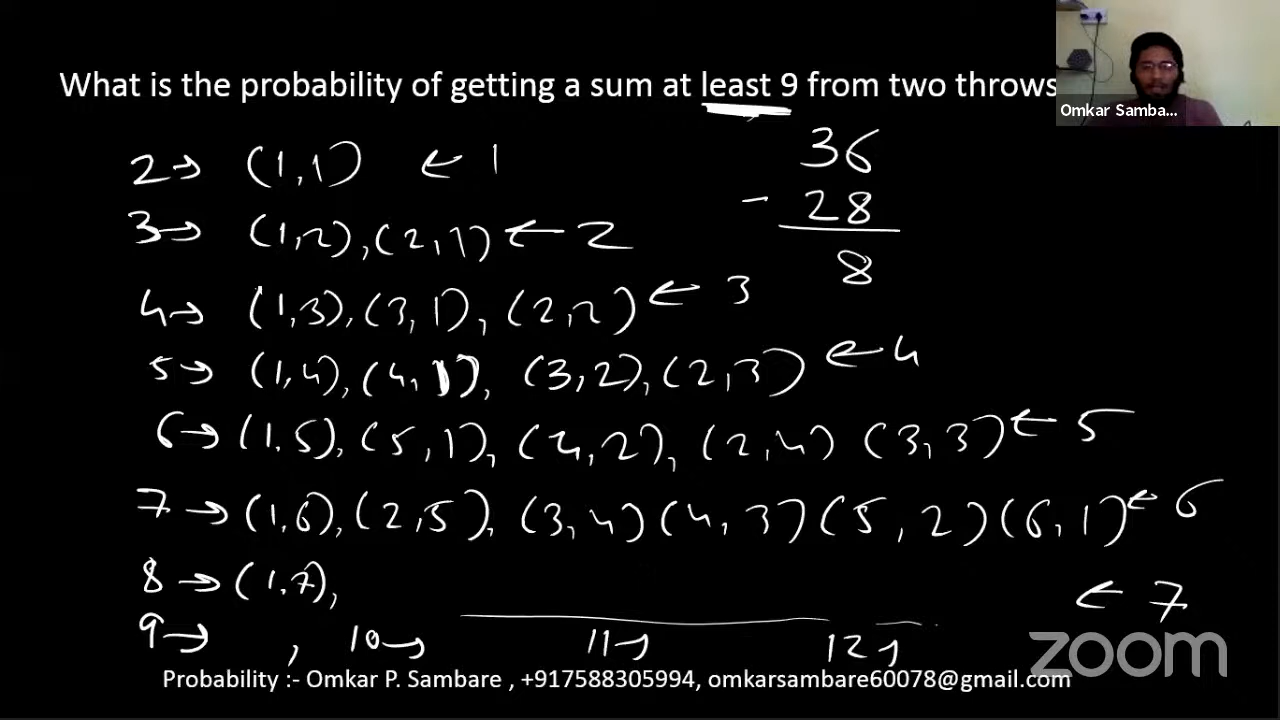 What is the probability of getting a sum at least 9 from two throws
Omkar Samba...
36
- 28
8
2 → (1,1) ← 1
3 → (1,2), (2,1) ← 2
4 → (1,3), (3,1), (2,2) ← 3
5 → (1,4), (4,1), (3,2), (2,3) ← 4
6 → (1,5), (5,1), (4,2), (2,4) (3,3) ← 5
7 → (1,6), (2,5), (3,4) (4,3) (5,2) (6,1) ← 6
8 → (1,7), ← 7
9 → , 10 → 11 → 12 →
zoom
Probability :- Omkar P. Sambare , +917588305994, omkarsambare60078@gmail.com